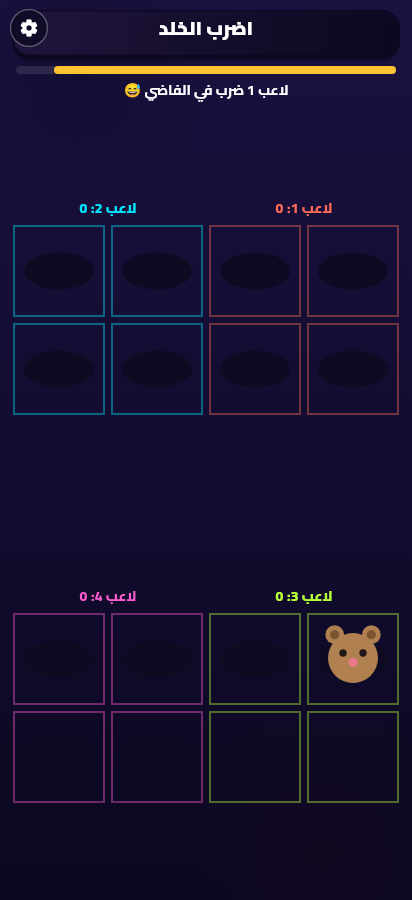 اضرب الخلد
لاعب 1 ضرب في الفاضي 😅
لاعب 1: 0
لاعب 2: 0
لاعب 3: 0
لاعب 4: 0